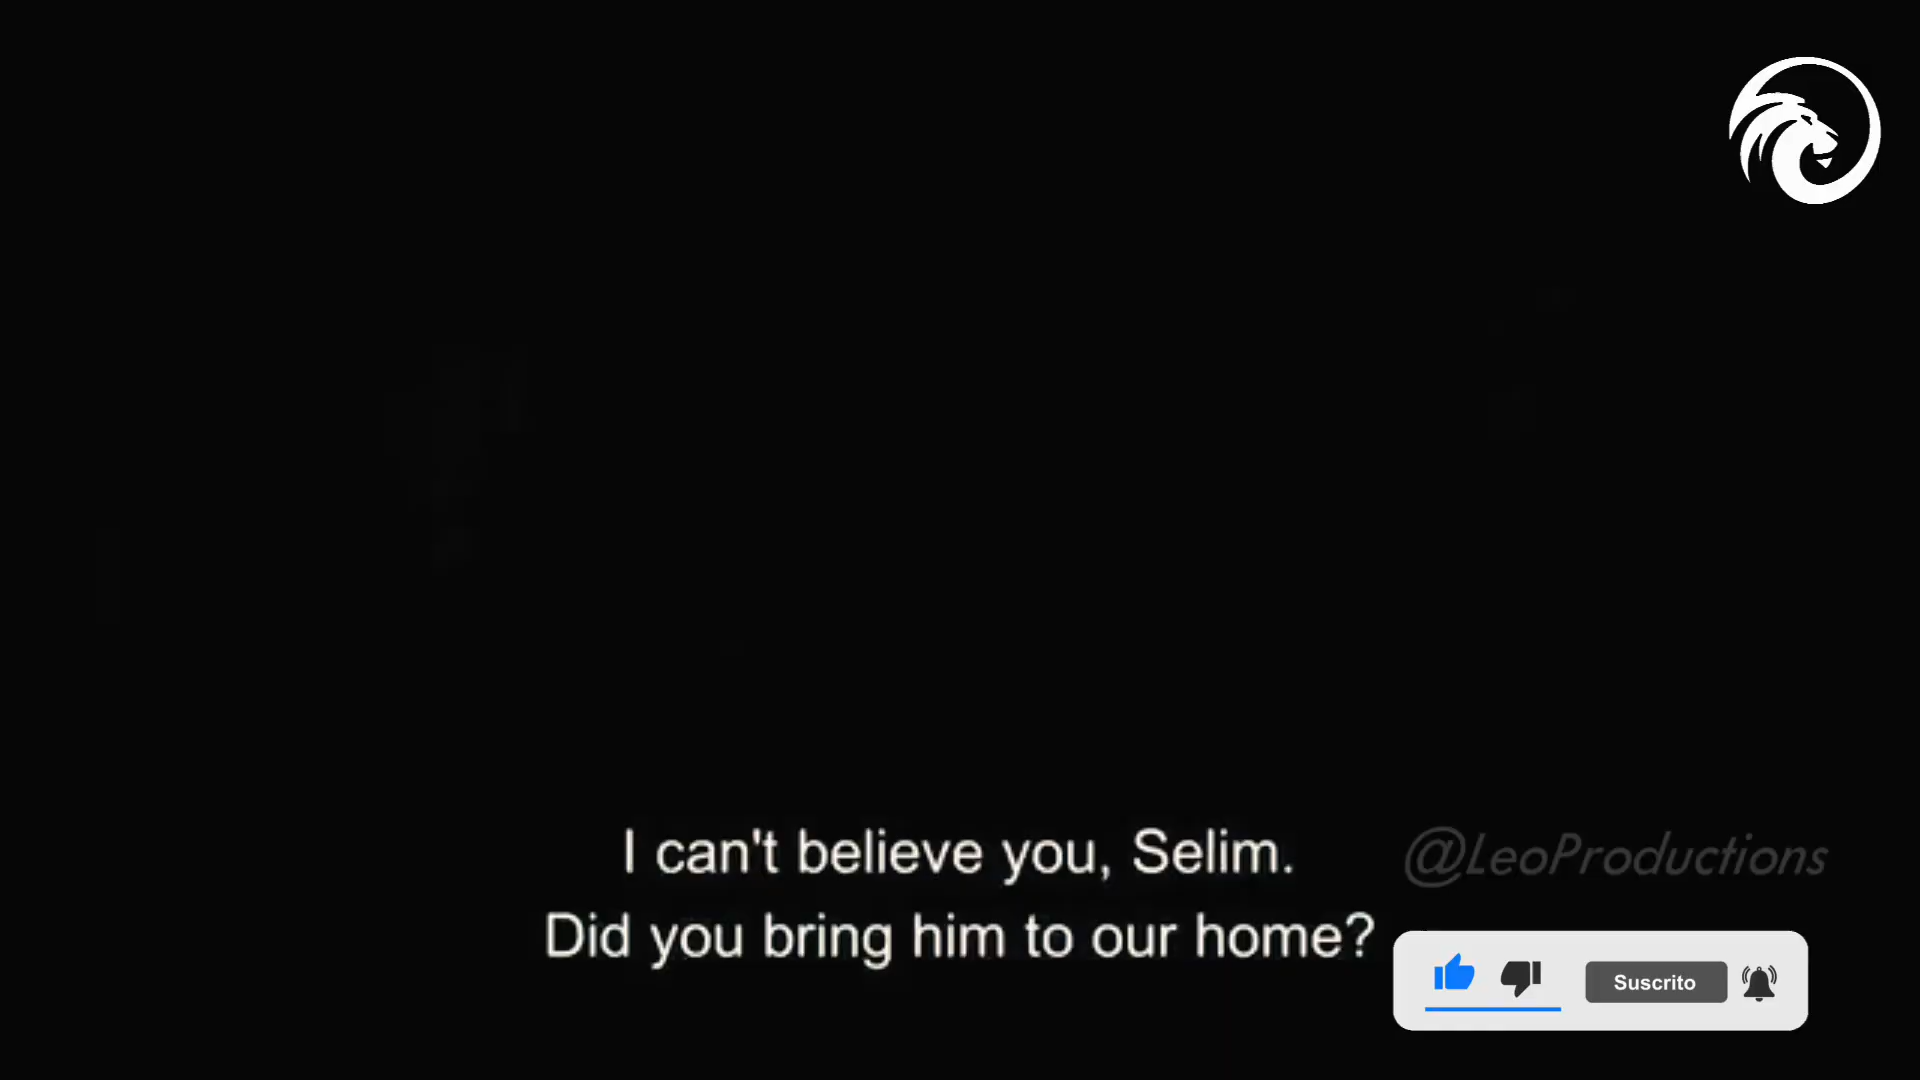 I can't believe you, Selim.
@LeoProductions
Did you bring him to our home?
Suscrito